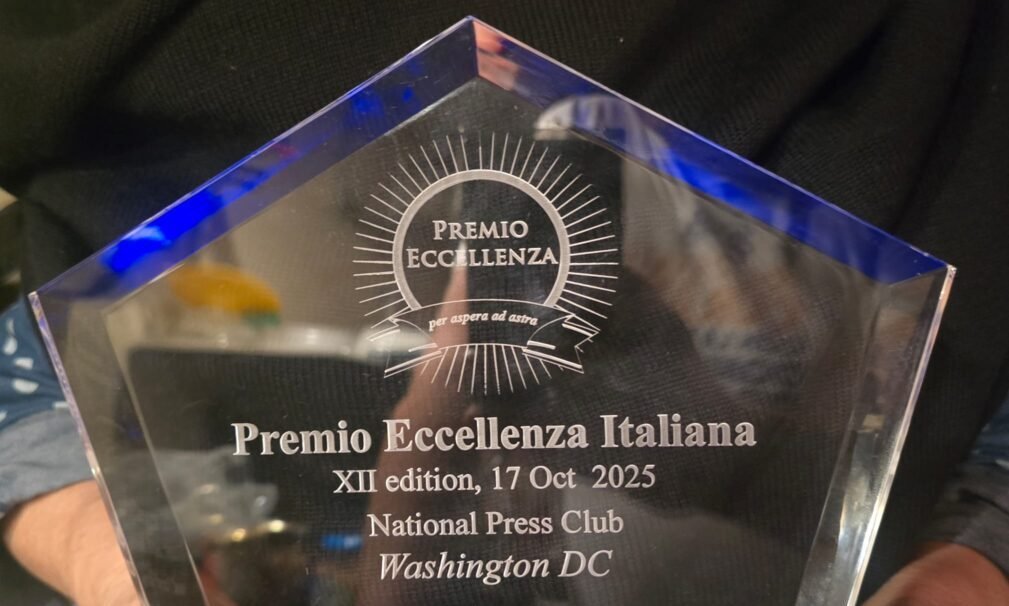 PREMIO
ECCELLENZA
per aspera ad astra
Premio Eccellenza Italiana
XII edition, 17 Oct 2025
National Press Club
Washington DC